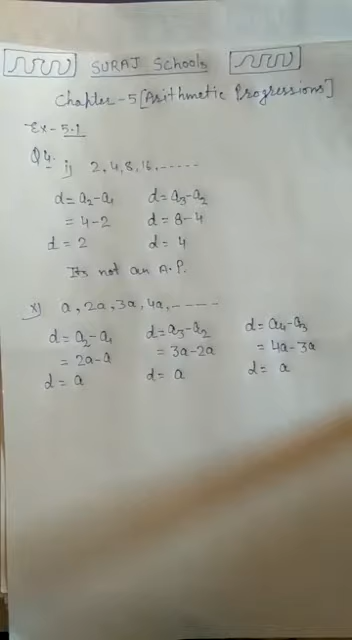 SURAJ Schools
Chapter-5 [Arithmetic Progressions]
Ex-5.1
Q4. i) 2, 4, 8, 16, -----
d = a₂-a₁ d = a₃-a₂
= 4-2 d = 8-4
d = 2 d = 4
Its not an A.P.
x) a, 2a, 3a, 4a, -----
d = a₂-a₁ d = a₃-a₂ d = a₄-a₃
= 2a-a = 3a-2a = 4a-3a
d = a d = a d = a